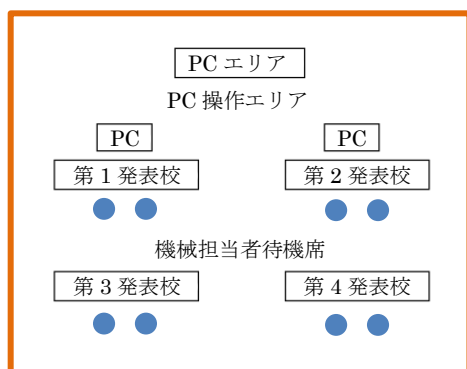 PC エリア
PC 操作エリア
PC PC
第 1 発表校 第 2 発表校
機械担当者待機席
第 3 発表校 第 4 発表校